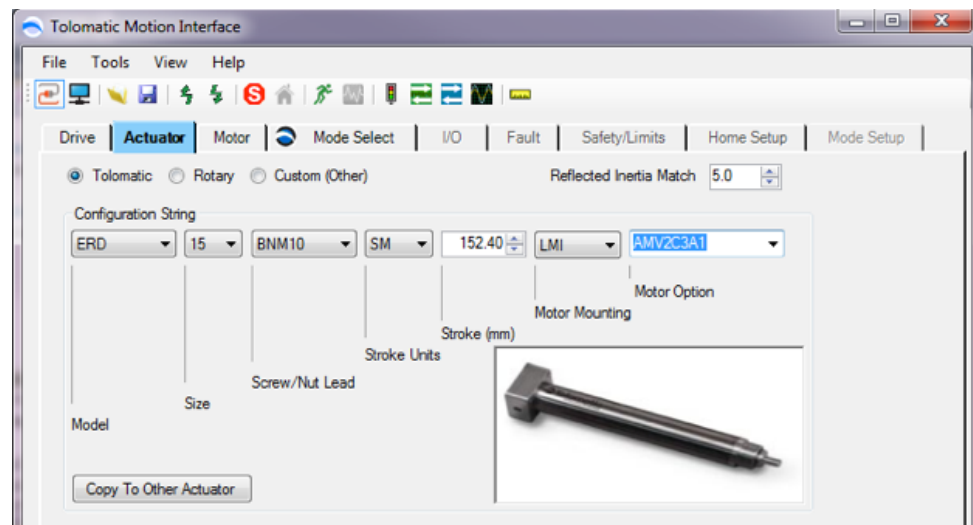 Tolomatic Motion Interface
File Tools View Help
Drive Actuator Motor Mode Select I/O Fault Safety/Limits Home Setup Mode Setup
Tolomatic Rotary Custom (Other) Reflected Inertia Match 5.0
Configuration String
ERD 15 BNM10 SM 152.40 LMI AMV2C3A1
Motor Option
Motor Mounting
Stroke (mm)
Stroke Units
Screw/Nut Lead
Size
Model
Copy To Other Actuator